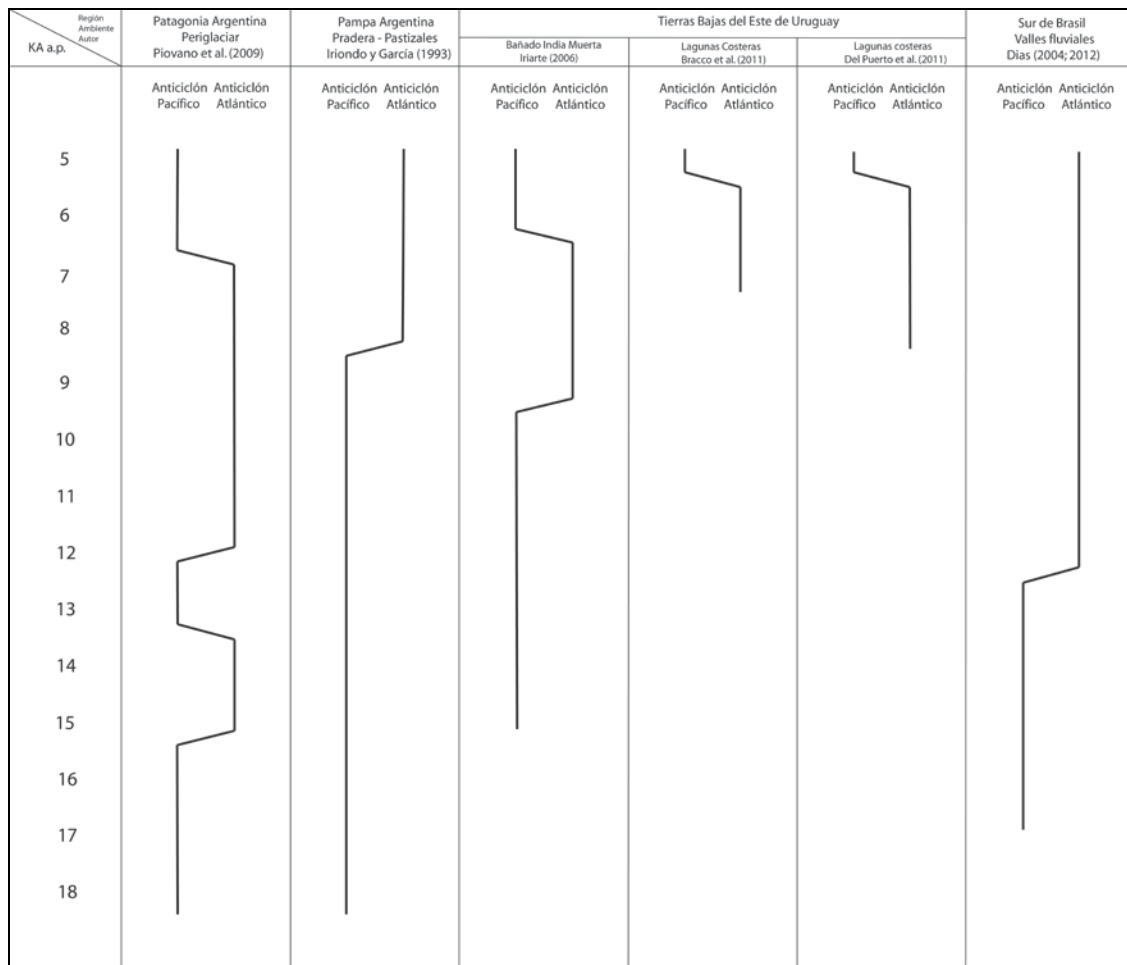 Región
Ambiente
Autor
KA a.p.
Patagonia Argentina
Periglaciar
Piovano et al. (2009)
Pampa Argentina
Pradera - Pastizales
Iriondo y García (1993)
Tierras Bajas del Este de Uruguay
Bañado India Muerta
Iriarte (2006)
Lagunas Costeras
Bracco et al. (2011)
Lagunas costeras
Del Puerto et al. (2011)
Sur de Brasil
Valles fluviales
Dias (2004; 2012)
Anticiclón Anticiclón
Pacífico Atlántico
Anticiclón Anticiclón
Pacífico Atlántico
Anticiclón Anticiclón
Pacífico Atlántico
Anticiclón Anticiclón
Pacífico Atlántico
Anticiclón Anticiclón
Pacífico Atlántico
Anticiclón Anticiclón
Pacífico Atlántico
5
6
7
8
9
10
11
12
13
14
15
16
17
18